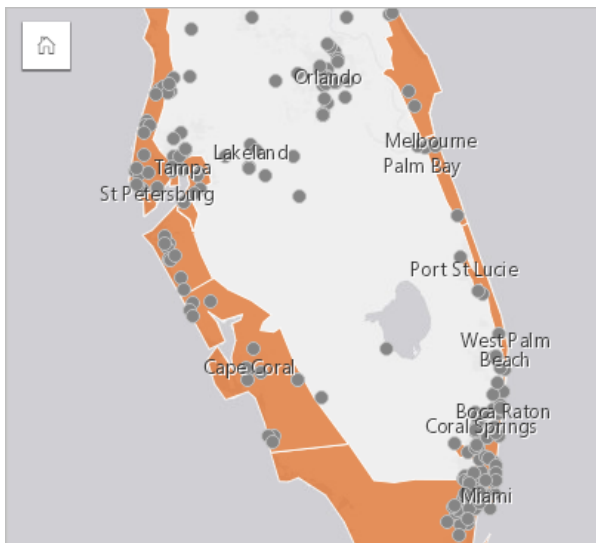 Orlando
Melbourne
Lakeland
Palm Bay
Tampa
St Petersburg
Port St Lucie
West Palm
Beach
Cape Coral
Boca Raton
Coral Springs
Miami